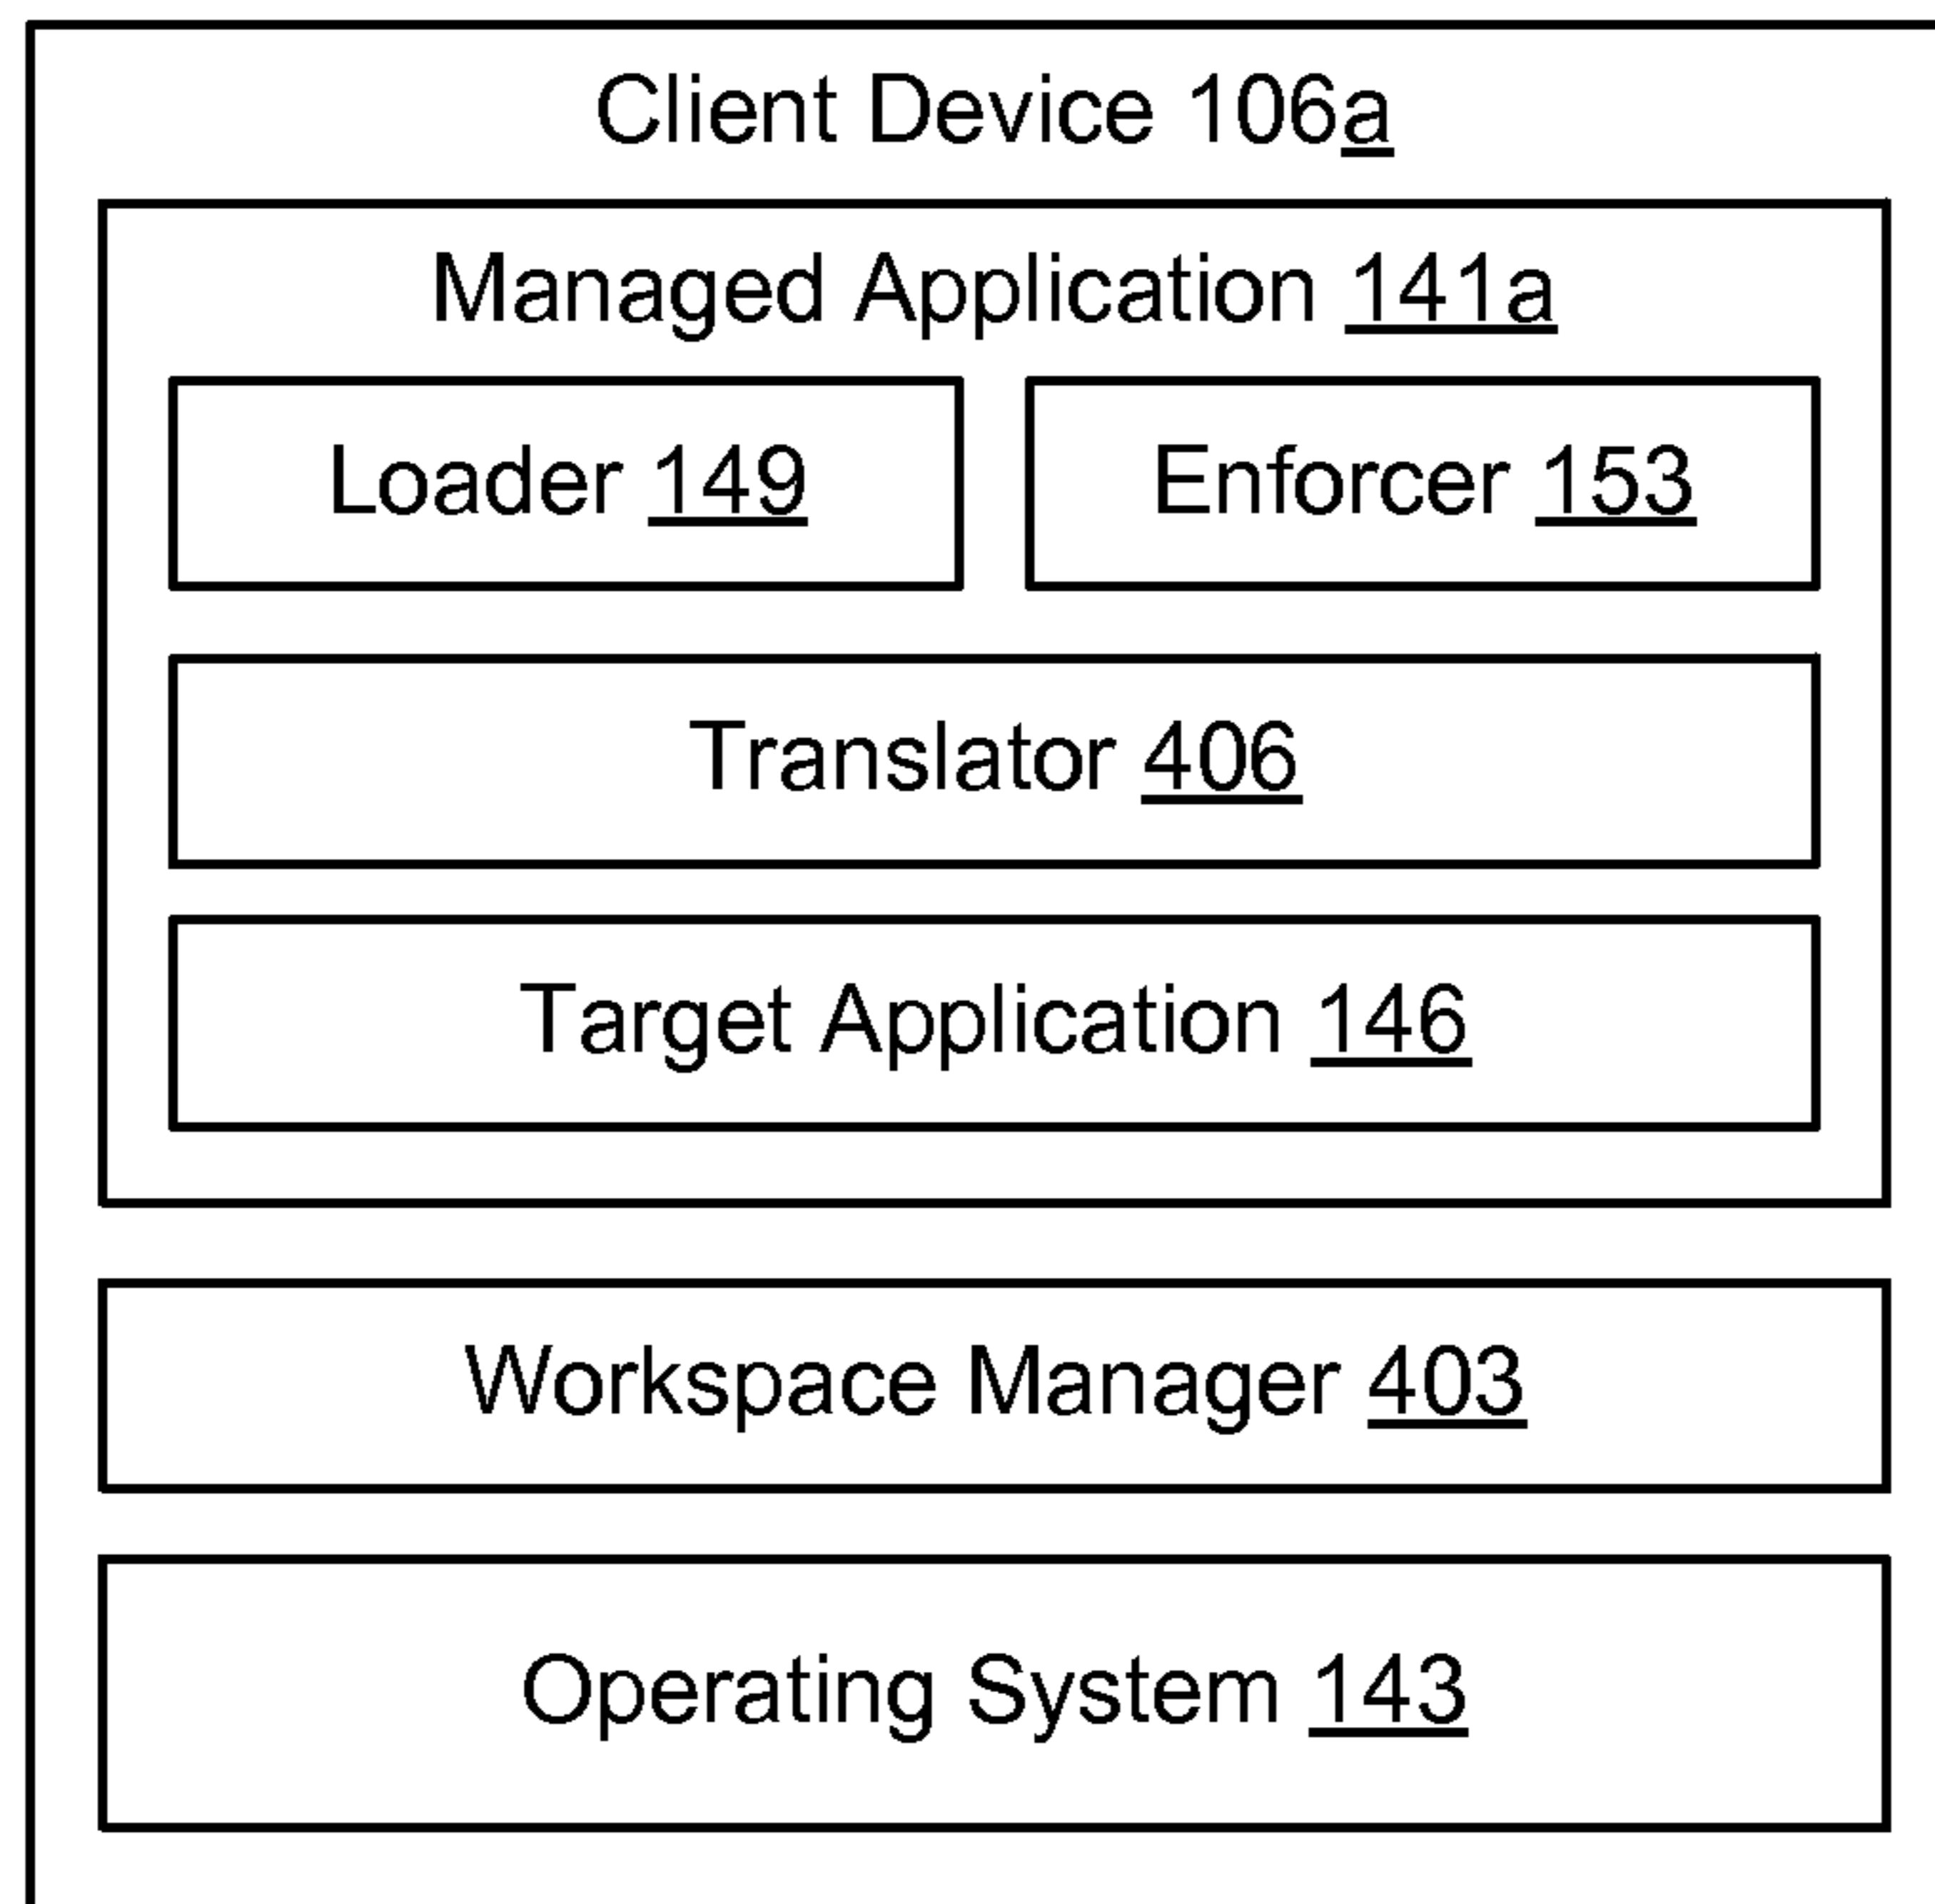 Client Device 106a
Managed Application 141a
Loader 149
Enforcer 153
Translator 406
Target Application 146
Workspace Manager 403
Operating System 143